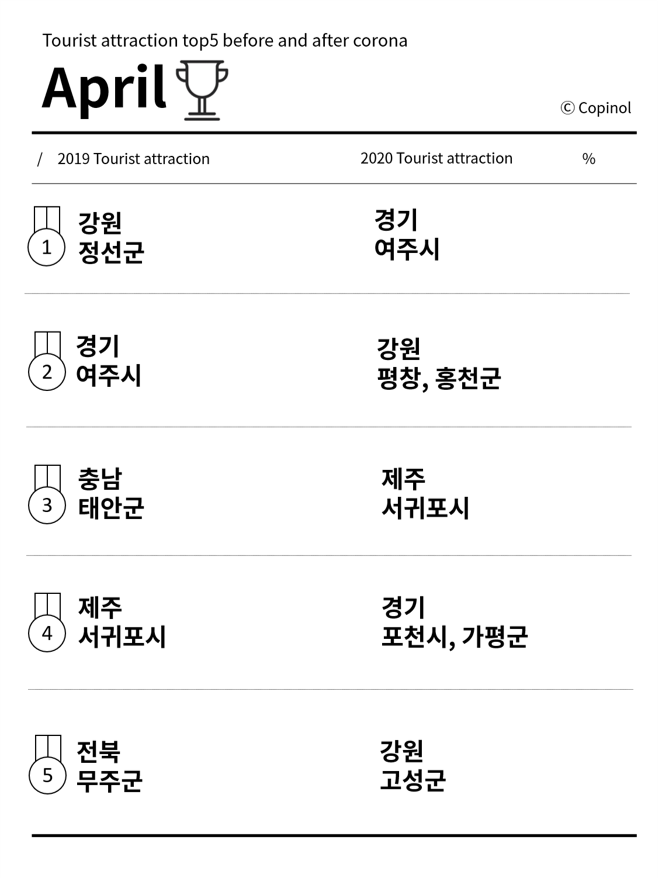 Tourist attraction top5 before and after corona
April
© Copinol
/ 2019 Tourist attraction 2020 Tourist attraction %
1
강원
정선군
경기
여주시
2
경기
여주시
강원
평창, 홍천군
3
충남
태안군
제주
서귀포시
4
제주
서귀포시
경기
포천시, 가평군
5
전북
무주군
강원
고성군